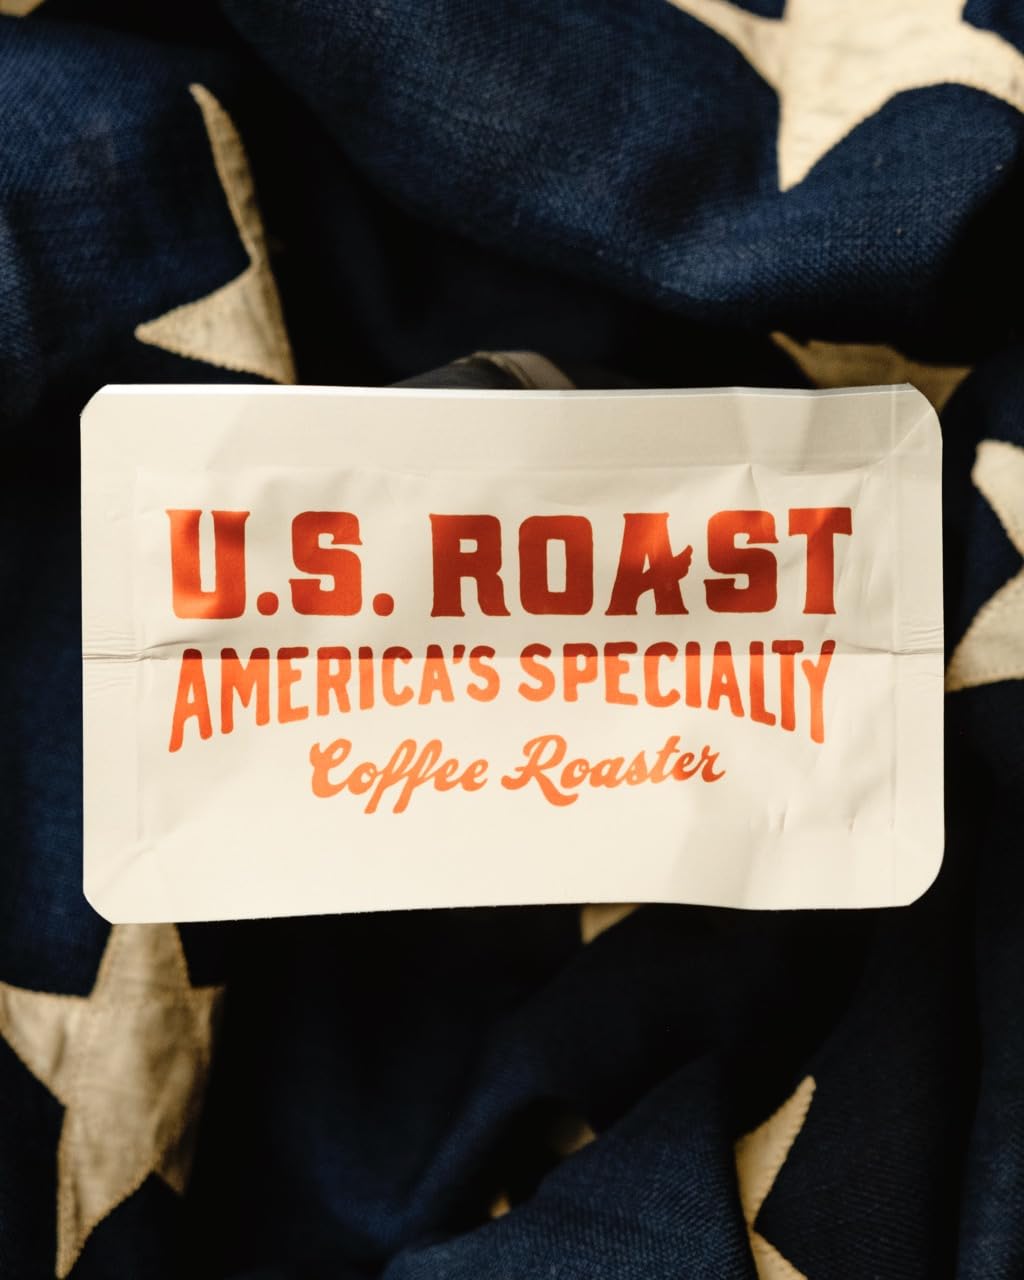 U.S. ROAST
AMERICA'S SPECIALTY
Coffee Roaster